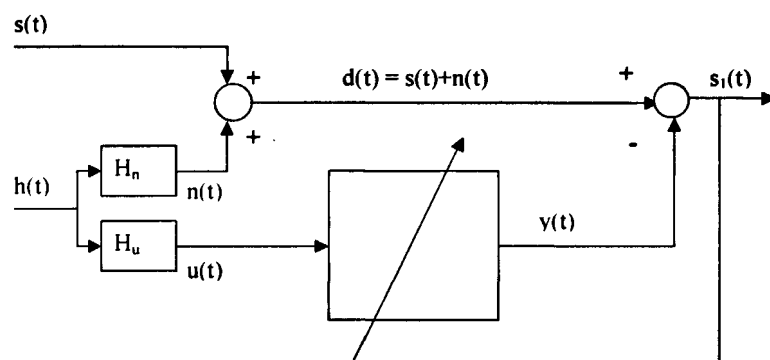 s(t)
+
d(t) = s(t)+n(t)
+
s₁(t)
+
-
Hₙ
h(t)
n(t)
Hᵤ
y(t)
u(t)